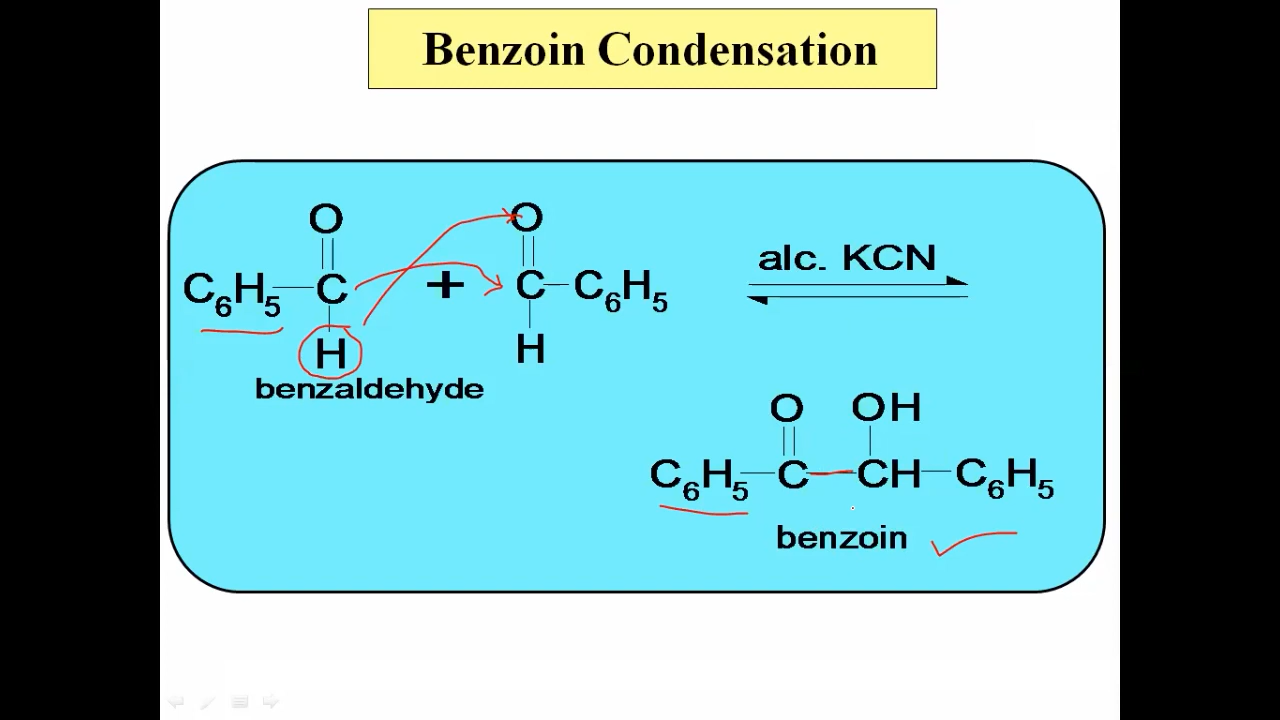 Benzoin Condensation
O O
C6H5 C + C C6H5 alc. KCN
H H
benzaldehyde
O OH
C6H5 C CH C6H5
benzoin